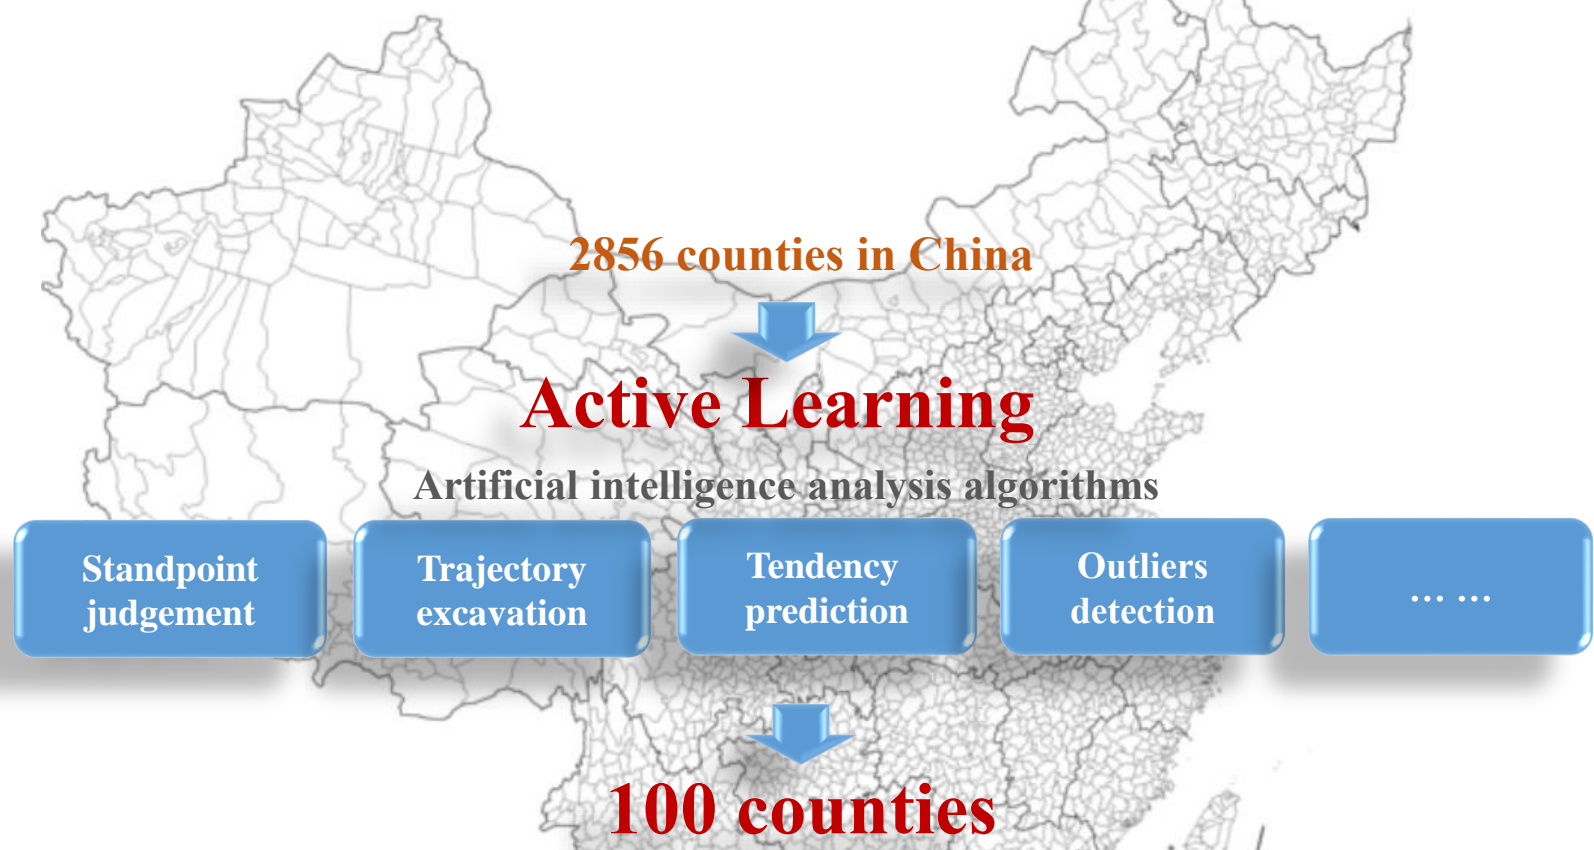 2856 counties in China
Active Learning
Artificial intelligence analysis algorithms
Standpoint
judgement
Trajectory
excavation
Tendency
prediction
Outliers
detection
... ...
100 counties